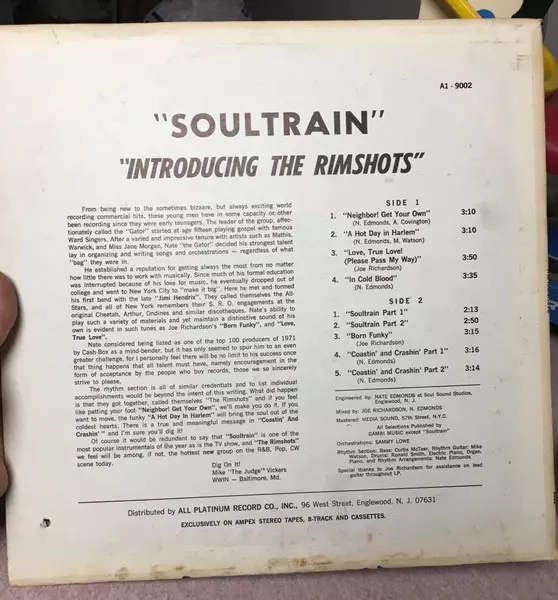 A1 - 9002
"SOULTRAIN"
"INTRODUCING THE RIMSHOTS"
From being new to the sometimes bizaare, but always exciting world
recording commercial hits, these young men have in some capacity or other
been recording since they were early teenagers. The leader of the group, affec-
tionately called the "Gator" started at age fifteen playing gospel with famous
Ward Singers. After a varied and impressive tenure with artists such as Mathis,
Warwick, and Miss Jane Morgan, Nate "the Gator" decided his strongest talent
lay in organizing and writing songs and orchestras — regardless of what
"bag" they were in.
He established a reputation for getting always the most from no matter
how little there was to work with musically. Since much of his formal education
was interrupted because of his love for music, he eventually dropped out of
college and went to New York City to "make it big". Here he met and formed
his first band with the late "Jimi Hendrix". They called themselves the All-
Stars, and all of New York remembers their S. R. O. engagements at the
original Cheetah, Arthur, Ondines and similar discotheques. Nate's ability to
play such a variety of materials and yet maintain a distinctive sound of his
own is evident in such tunes as Joe Richardson's "Born Funky", and "Love,
True Love".
Nate considered being listed as one of the top 100 producers of 1971
by Cash-Box as a mind-bender, but it has only seemed to spur him to an even
greater challenge, for I personally feel there will be no limit to his success once
that thing happens that all talent must have, namely encouragement in the
form of acceptance by the people who buy records, those we so sincerely
strive to please.
The rhythm section is all of similar credentials and to list individual
accomplishments would be beyond the intent of this writing. What did happen
is that they got together, called themselves "The Rimshots" and if you feel
like patting your foot "Neighbor! Get Your Own", we'll make you do it. If you
want to move, the funky "A Hot Day in Harlem" will bring the soul out of the
coldest hearts. There is a true and meaningful message in "Coastin' And
Crashin' " and I'm sure you'll dig it!
Of course it would be redundant to say that "Soultrain" is one of the
most popular instrumentals of the year as is the TV show, and "The Rimshots"
we feel will be among, if not, the hottest new group on the R&B, Pop, CW
scene today.
Dig On It!
Mike "The Judge" Vickers
WWIN — Baltimore, Md.
SIDE 1
1. "Neighbor! Get Your Own" 3:10
(N. Edmonds, A. Covington)
2. "A Hot Day in Harlem" 3:10
(N. Edmonds, M. Watson)
3. "Love, True Love!
(Please Pass My Way)" 3:50
(Joe Richardson)
4. "In Cold Blood" 3:35
(N. Edmonds)
SIDE 2
1. "Soultrain Part 1" 2:13
2. "Soultrain Part 2" 2:50
3. "Born Funky" 3:15
(Joe Richardson)
4. "Coastin' and Crashin' Part 1" 3:16
(N. Edmonds)
5. "Coastin' and Crashin' Part 2" 3:14
(N. Edmonds)
Engineered by: NATE EDMONDS at Soul Sound Studios,
Englewood, N. J.
Mixed by: JOE RICHARDSON, N. EDMONDS
Mastered: MEDIA SOUND, 57th Street, N.Y.C.
All Selections Published by
GAMBI MUSIC except "Soultrain"
Orchestrations: SAMMY LOWE
Rhythm Section: Bass: Curtis McTeer, Rhythm Guitar: Mike
Watson, Drums: Ronald Smith, Electric Piano, Organ,
Piano, and Rhythm Arrangements: Nate Edmonds
Special thanks to Joe Richardson for assistance on lead
guitar throughout LP.
Distributed by ALL PLATINUM RECORD CO., INC., 96 West Street, Englewood, N. J. 07631
EXCLUSIVELY ON AMPEX STEREO TAPES, 8-TRACK AND CASSETTES.